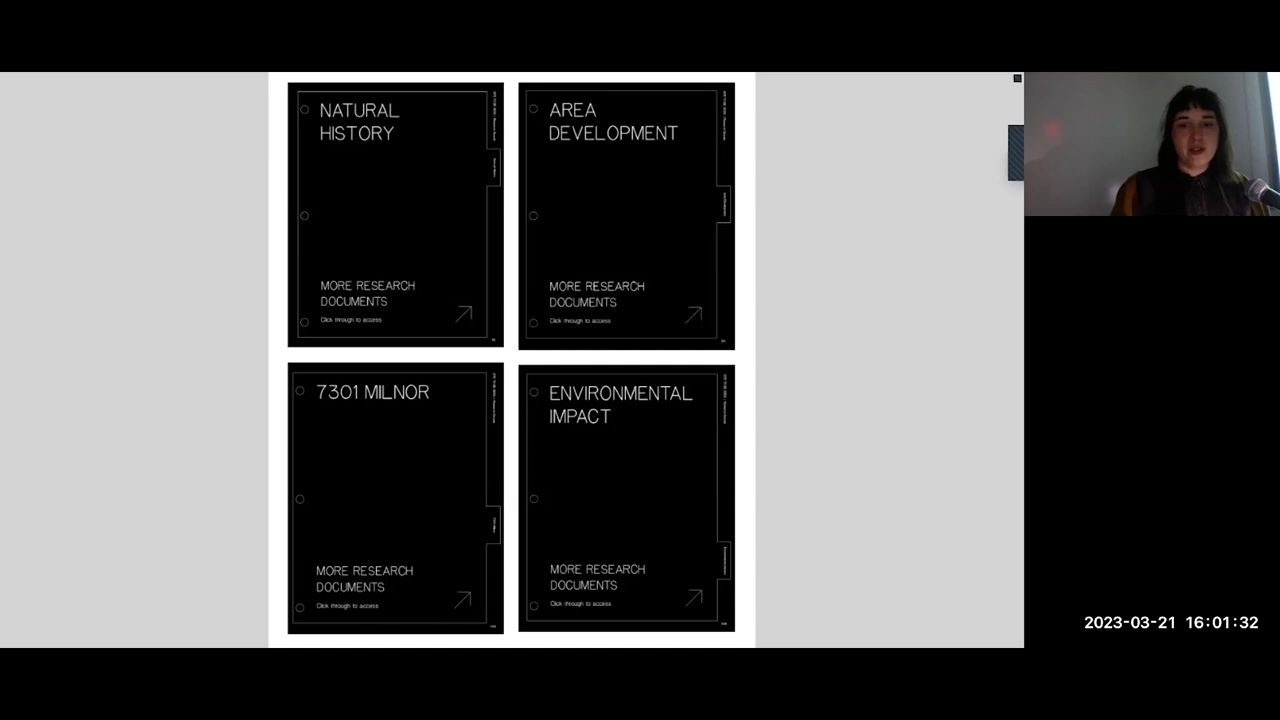 NATURAL
HISTORY
MORE RESEARCH
DOCUMENTS
Click through to access
AREA
DEVELOPMENT
MORE RESEARCH
DOCUMENTS
Click through to access
7301 MILNOR
MORE RESEARCH
DOCUMENTS
Click through to access
ENVIRONMENTAL
IMPACT
MORE RESEARCH
DOCUMENTS
Click through to access
2023-03-21 16:01:32